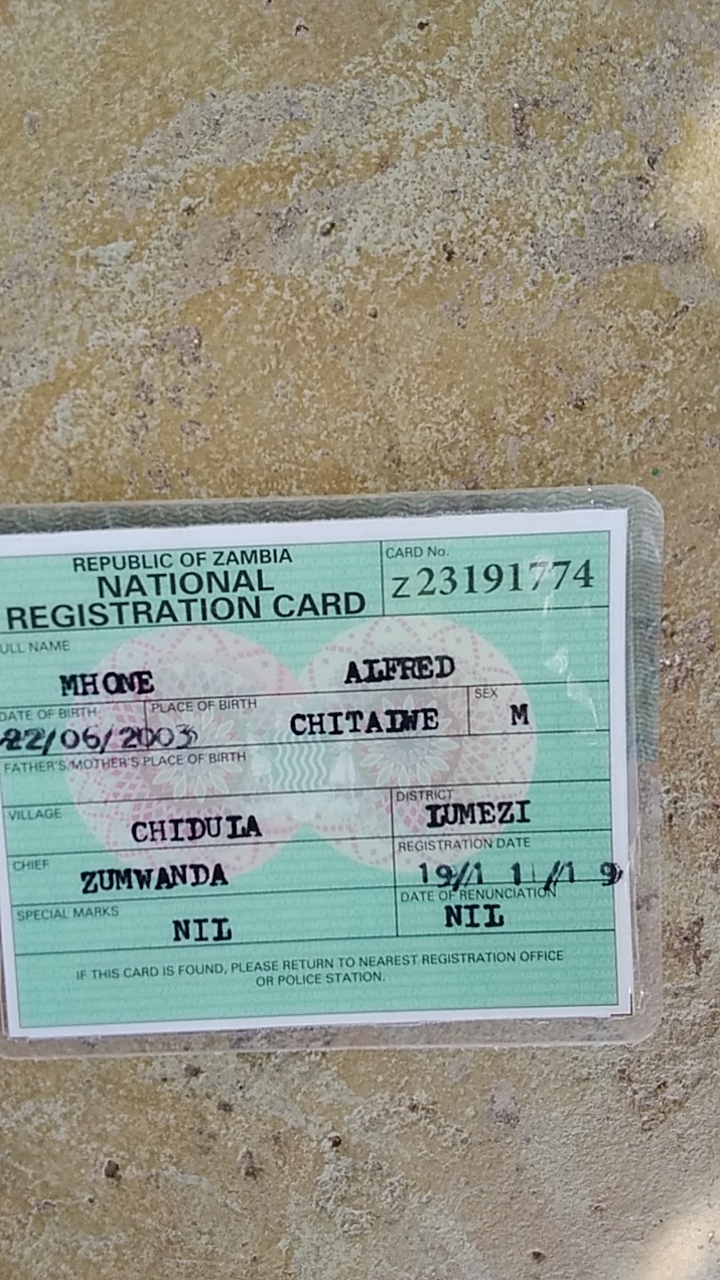 REPUBLIC OF ZAMBIA
NATIONAL
REGISTRATION CARD
CARD No.
Z23191774
ULL NAME
MHONE ALFRED
DATE OF BIRTH PLACE OF BIRTH SEX
22/06/2003 M
FATHER'S/MOTHER'S PLACE OF BIRTH
VILLAGE DISTRICT
CHIDULA LUMEZI
CHIEF REGISTRATION DATE
ZUMWANDA 19/11/19
SPECIAL MARKS DATE OF RENUNCIATION
NIL NIL
IF THIS CARD IS FOUND, PLEASE RETURN TO NEAREST REGISTRATION OFFICE
OR POLICE STATION.